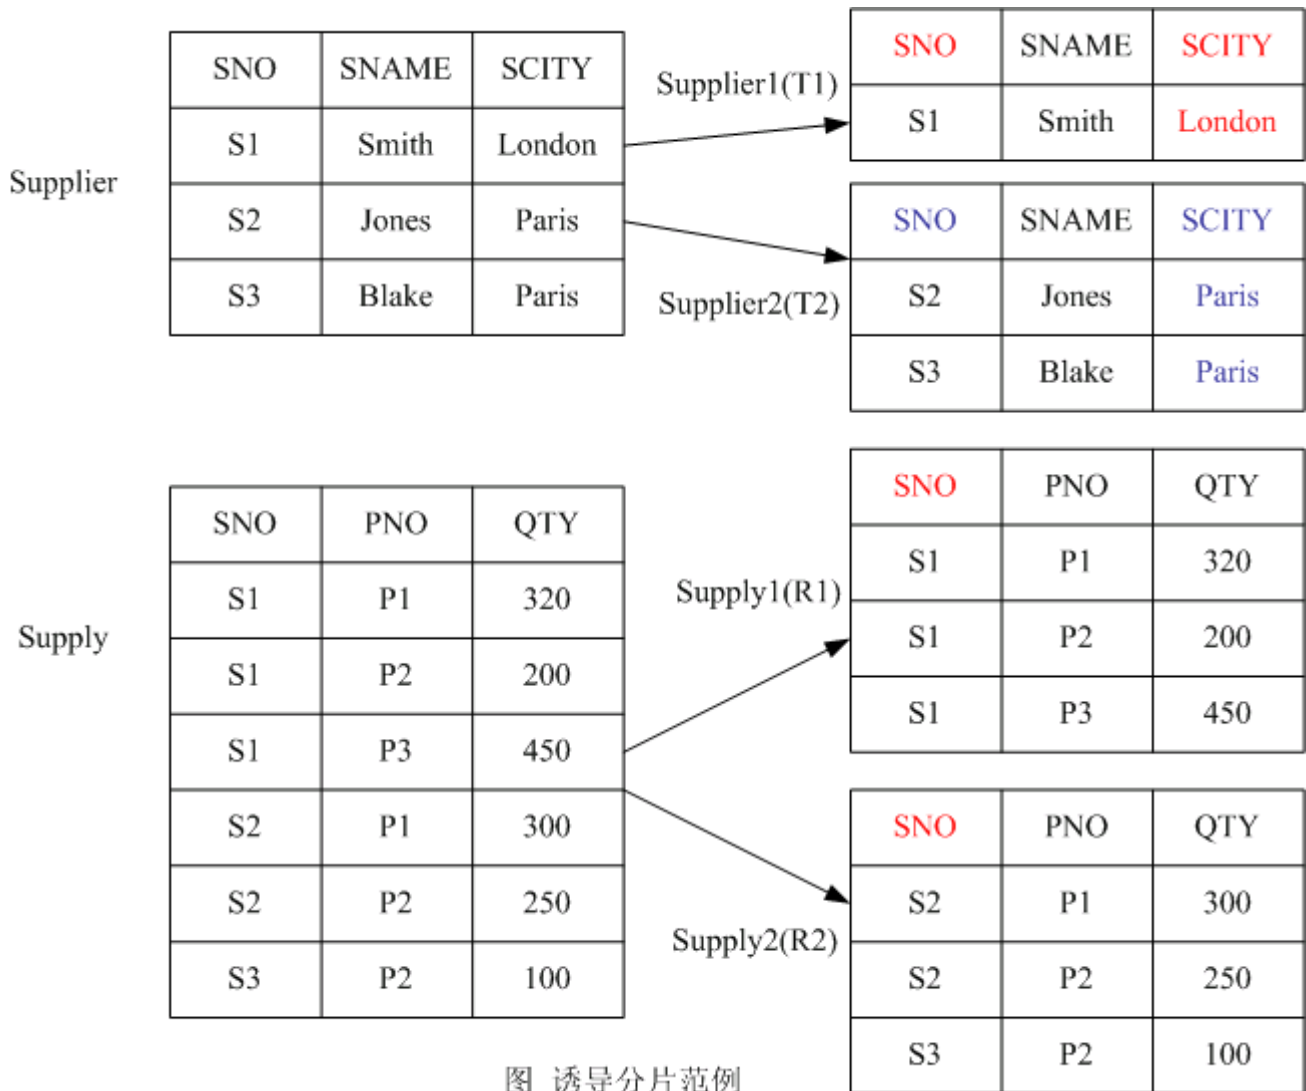 Supplier
SNO SNAME SCITY
S1 Smith London
S2 Jones Paris
S3 Blake Paris
Supplier1(T1)
SNO SNAME SCITY
S1 Smith London
Supplier2(T2)
SNO SNAME SCITY
S2 Jones Paris
S3 Blake Paris
Supply
SNO PNO QTY
S1 P1 320
S1 P2 200
S1 P3 450
S2 P1 300
S2 P2 250
S3 P2 100
Supply1(R1)
SNO PNO QTY
S1 P1 320
S1 P2 200
S1 P3 450
Supply2(R2)
SNO PNO QTY
S2 P1 300
S2 P2 250
S3 P2 100
图 诱导分片范例